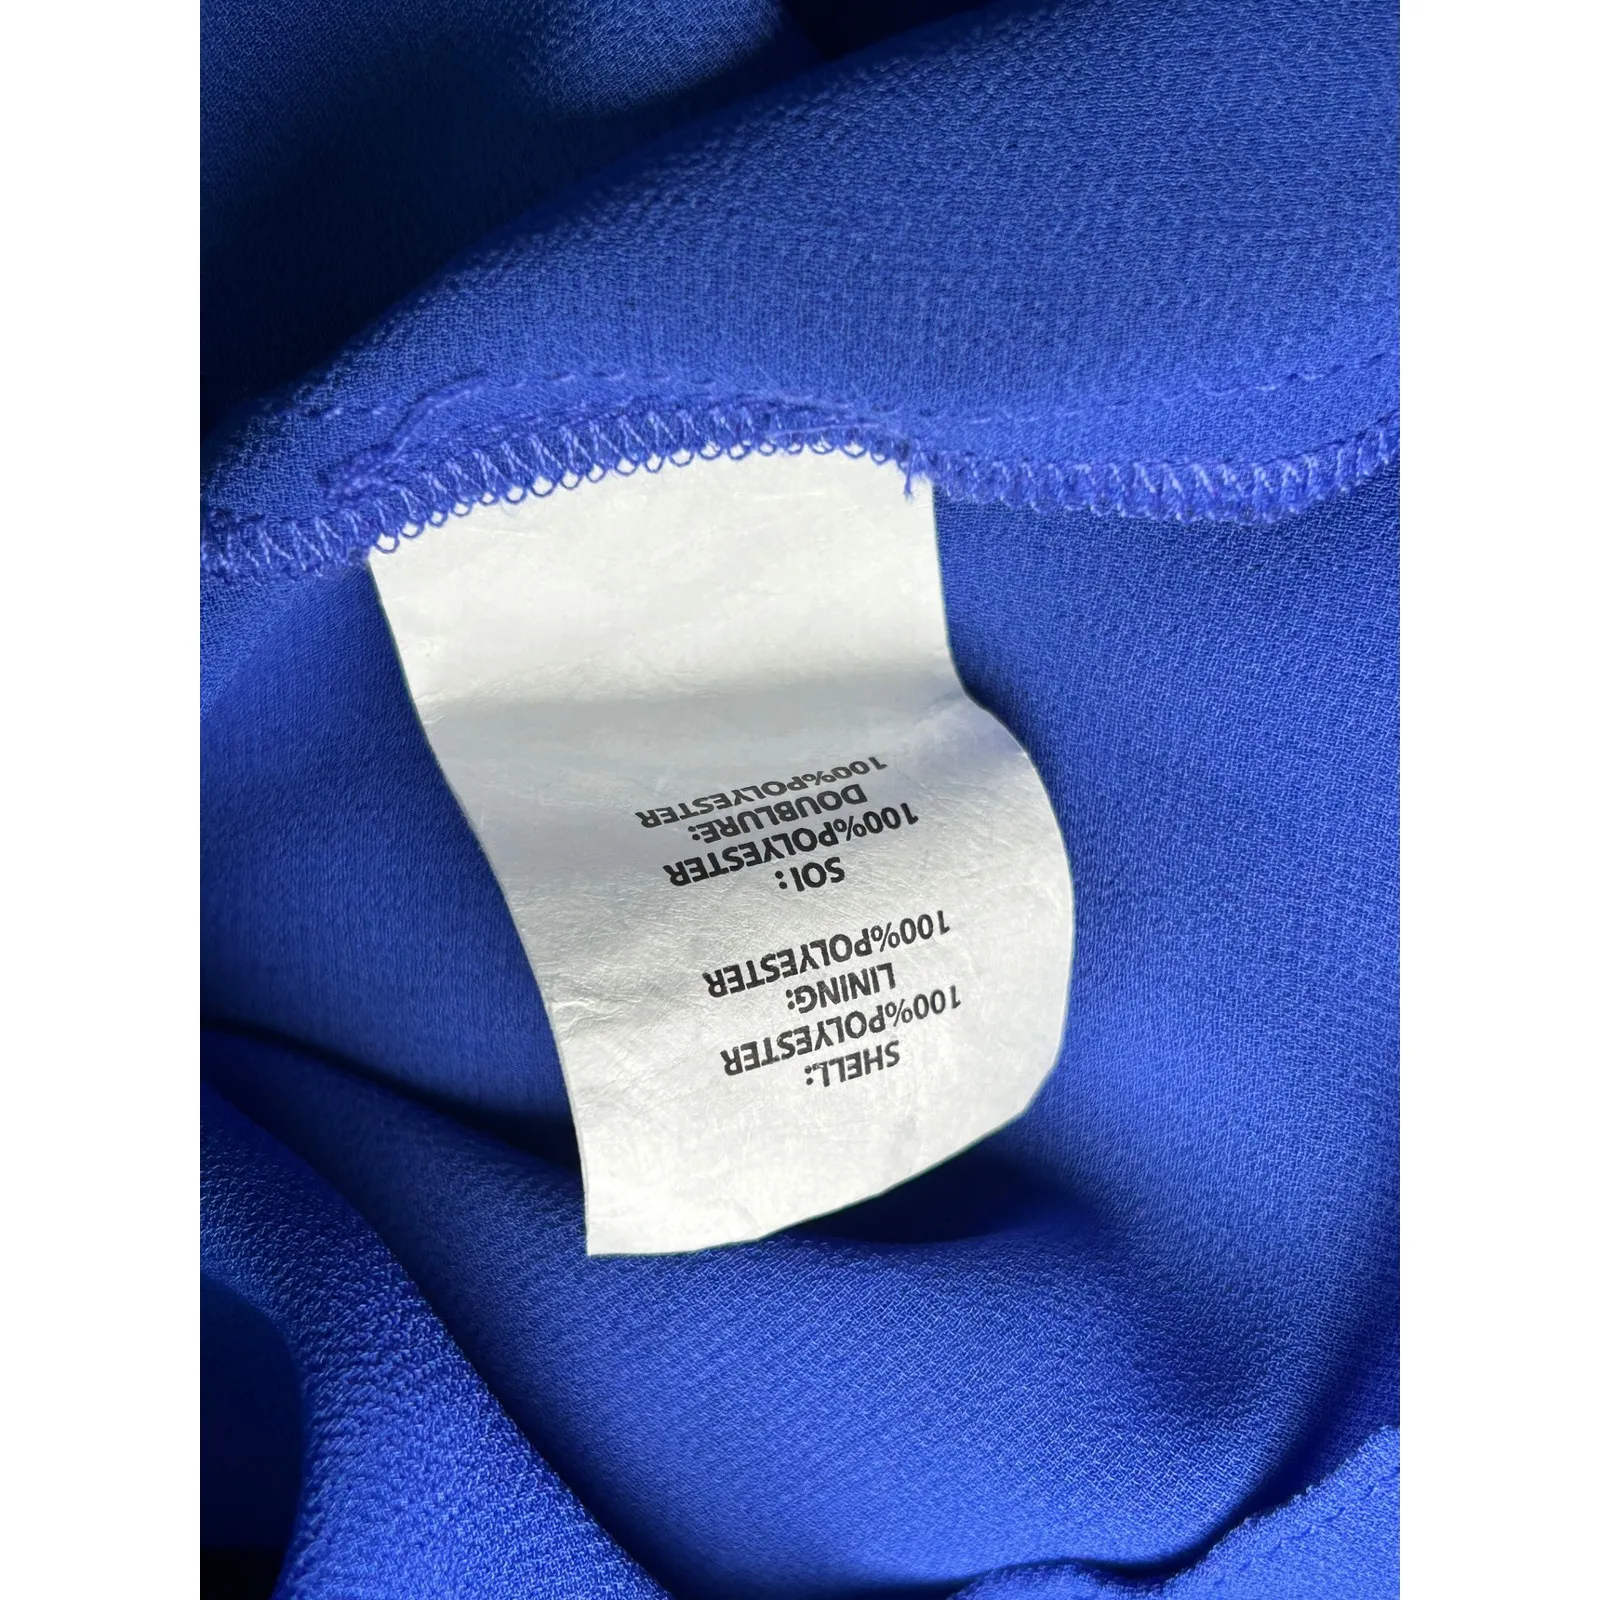 SHELL:
100%POLYESTER
LINING:
100%POLYESTER
SOI :
100%POLYESTER
DOUBLURE:
100%POLYESTER